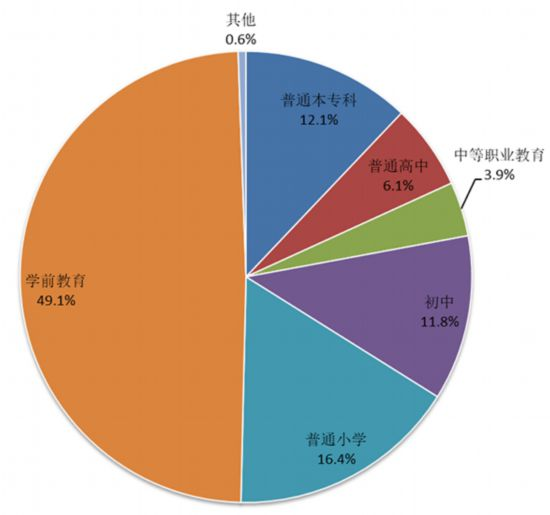 其他
0.6%
普通本专科
12.1%
普通高中
6.1%
中等职业教育
3.9%
学前教育
49.1%
初中
11.8%
普通小学
16.4%